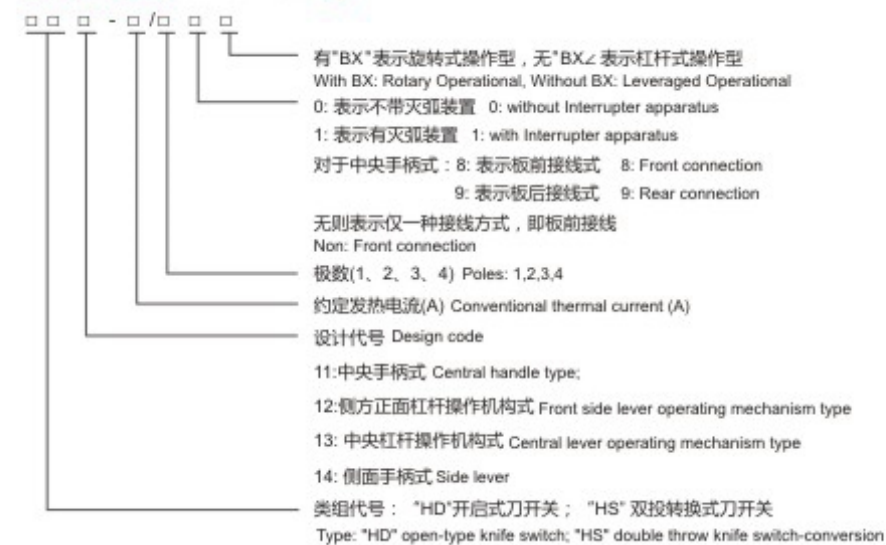 □□ □ - □ /□ □ □
有"BX"表示旋转式操作型，无"BX∠表示杠杆式操作型
With BX: Rotary Operational, Without BX: Leveraged Operational
0: 表示不带灭弧装置 0: without Interrupter apparatus
1: 表示有灭弧装置 1: with Interrupter apparatus
对于中央手柄式：8: 表示板前接线式 8: Front connection
9: 表示板后接线式 9: Rear connection
无则表示仅一种接线方式，即板前接线
Non: Front connection
极数(1、2、3、4) Poles: 1,2,3,4
约定发热电流(A) Conventional thermal current (A)
设计代号 Design code
11:中央手柄式 Central handle type;
12:侧方正面杠杆操作机构式 Front side lever operating mechanism type
13: 中央杠杆操作机构式 Central lever operating mechanism type
14: 侧面手柄式 Side lever
类组代号： "HD"开启式刀开关； "HS" 双投转换式刀开关
Type: "HD" open-type knife switch; "HS" double throw knife switch-conversion